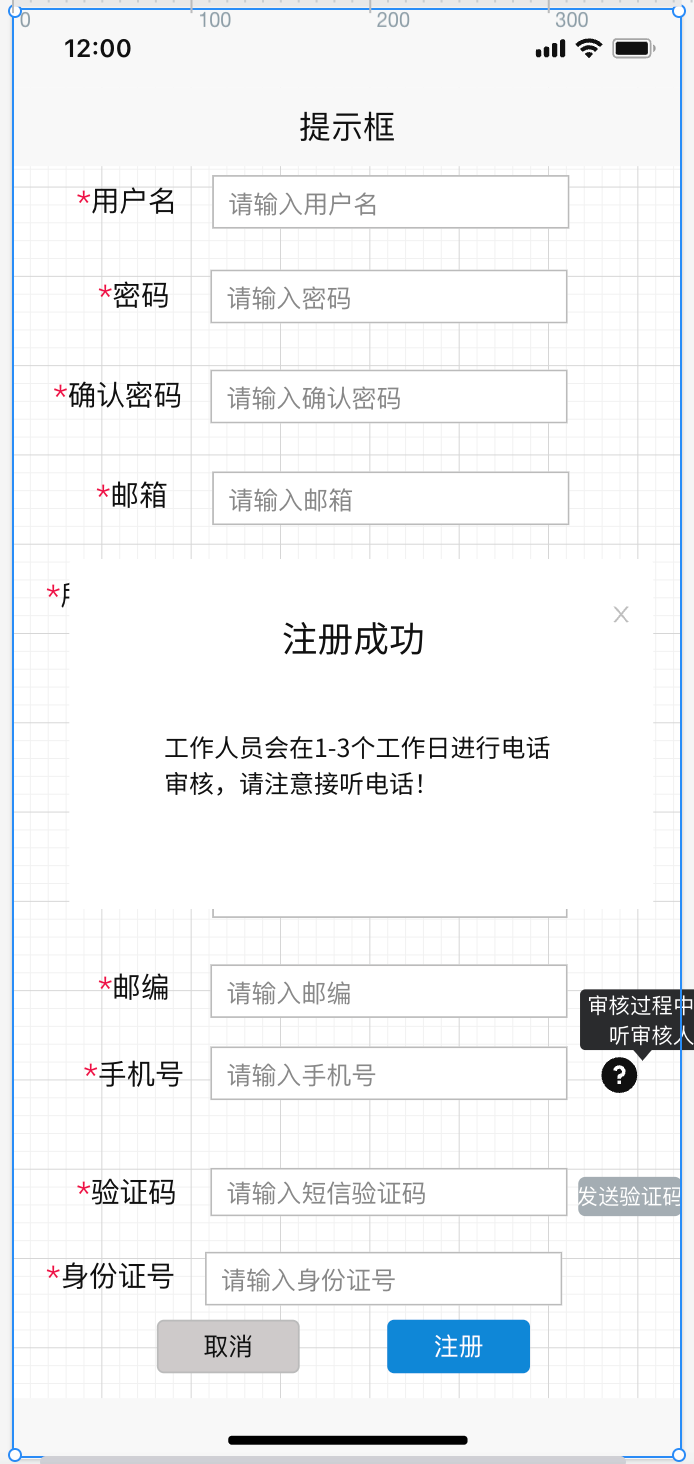 0 100 200 300
12:00
提示框
*用户名 请输入用户名
*密码 请输入密码
*确认密码 请输入确认密码
*邮箱 请输入邮箱
*
X
注册成功
工作人员会在1-3个工作日进行电话
审核，请注意接听电话！
*邮编 请输入邮编
审核过程中
听审核人
*手机号 请输入手机号 ?
*验证码 请输入短信验证码 发送验证码
*身份证号 请输入身份证号
取消 注册